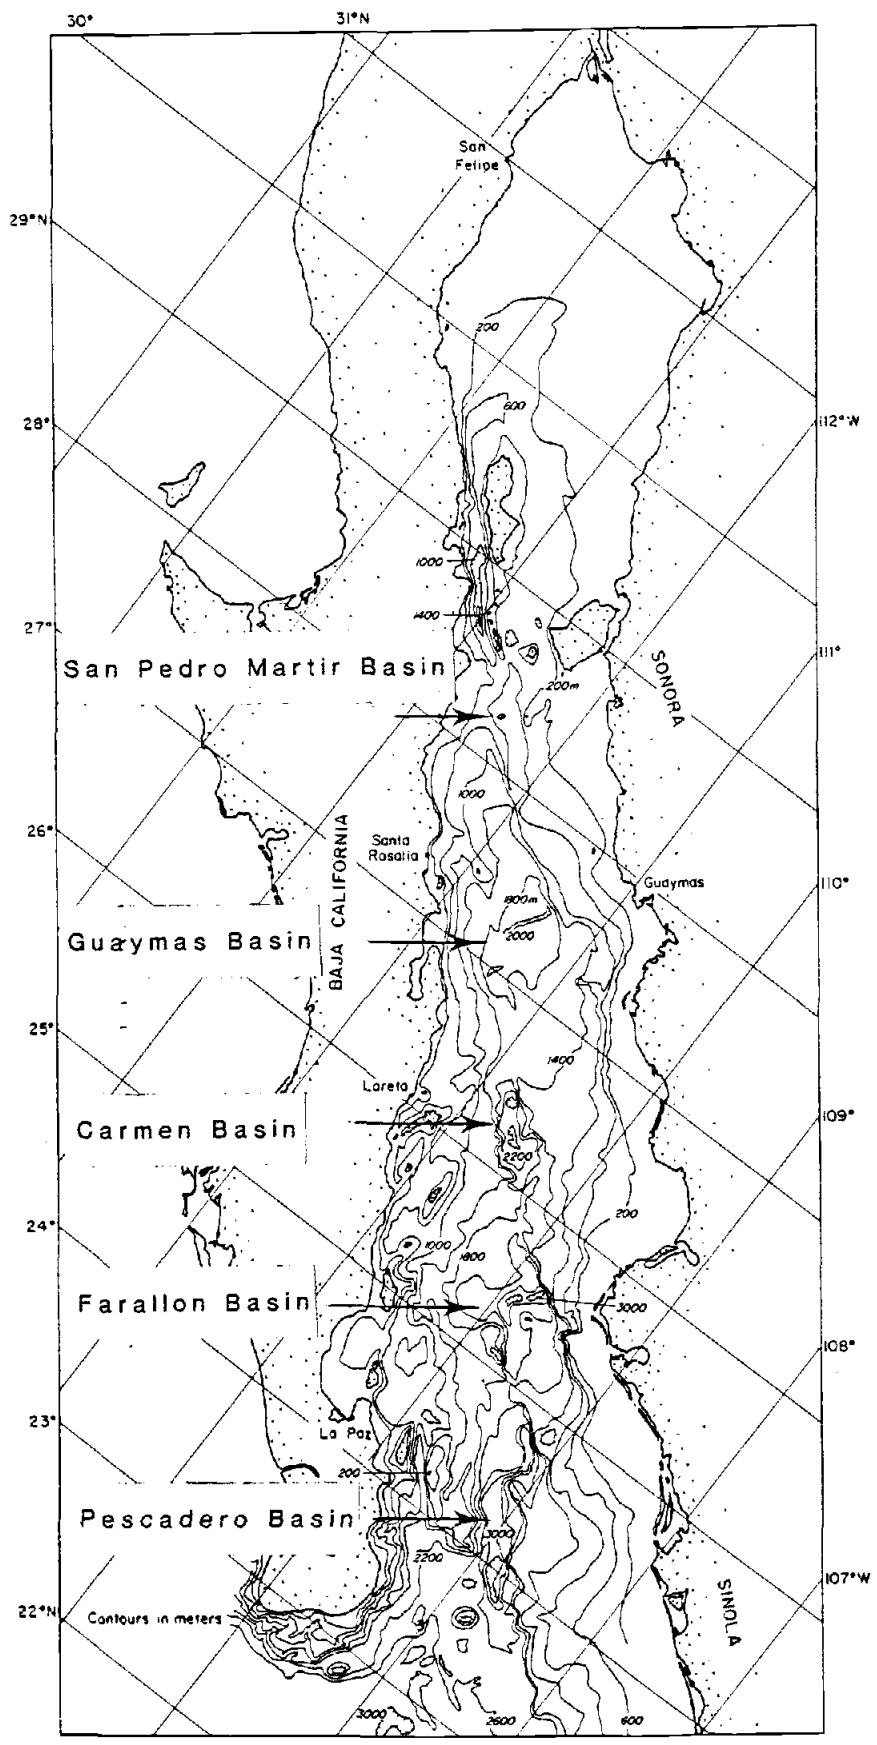 30°
31°N
San
Felipe
29°N
200
600
28°
112°W
1000
1400
27°
111°
San Pedro Martir Basin
SONORA
200m
1000
26°
BAJA CALIFORNIA
Santa
Rosalia
Guaymas
110°
1800m
2000
Guaymas Basin
25°
1400
Loreto
109°
Carmen Basin
2200
200
24°
1000
1800
Farallon Basin
3000
108°
23°
La Paz
200
Pescadero Basin
3000
2200
107°W
SINOLA
22°N
Contours in meters
3000
2600
600